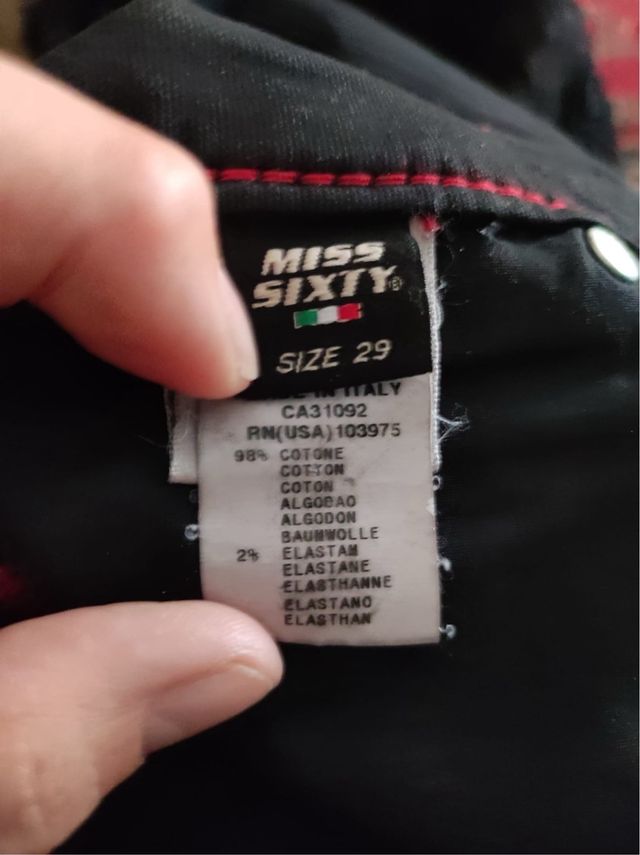 MISS
SIXTY®
SIZE 29
IN ITALY
CA31092
RN(USA)103975
98% COTONE
COTTON
COTON
ALGODAO
ALGODON
BAUMWOLLE
2% ELASTAM
ELASTANE
ELASTHANNE
ELASTANO
ELASTHAN